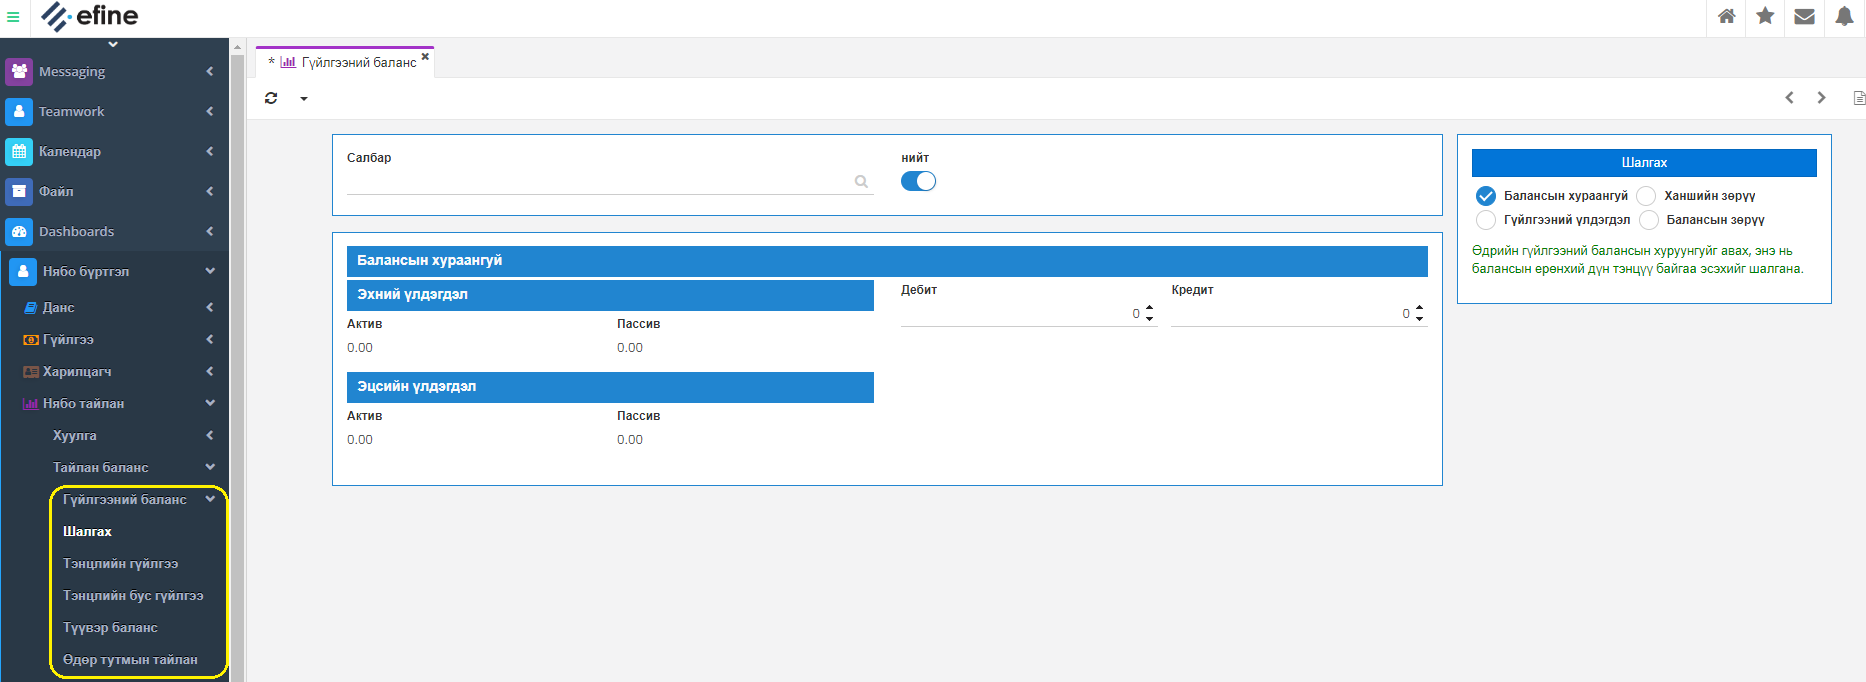 efine
Messaging
Teamwork
Календар
Файл
Dashboards
Нябо бүртгэл
Данс
Гүйлгээ
Харилцагч
Нябо тайлан
Хуулга
Тайлан баланс
Гүйлгээний баланс
Шалгах
Тэнцлийн гүйлгээ
Тэнцлийн бус гүйлгээ
Түүвэр баланс
Өдөр тутмын тайлан
* Гүйлгээний баланс
Салбар
нийт
Балансын хураангуй
Эхний үлдэгдэл
Дебит
Кредит
0
0
Актив
Пассив
0.00
0.00
Эцсийн үлдэгдэл
Актив
Пассив
0.00
0.00
Шалгах
Балансын хураангуй
Ханшийн зөрүү
Гүйлгээний үлдэгдэл
Балансын зөрүү
Өдрийн гүйлгээний балансын хуруунгуйг авах, энэ нь
балансын ерөнхий дүн тэнцүү байгаа эсэхийг шалгана.